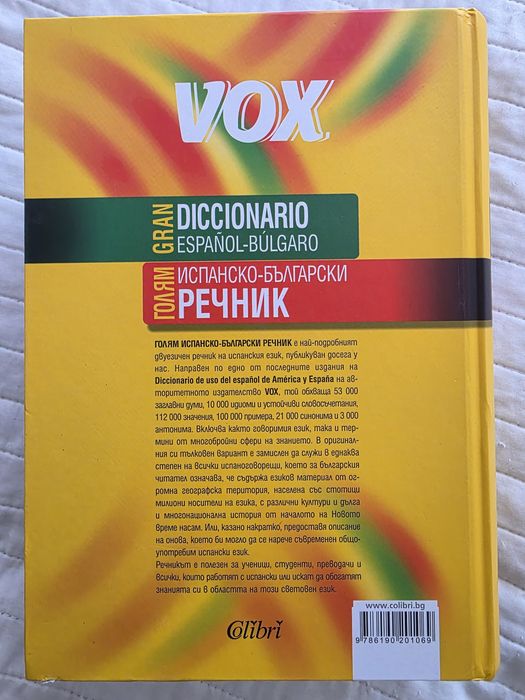 VOX
GRAN
DICCIONARIO
ESPAÑOL-BÚLGARO
ГОЛЯМ
ИСПАНСКО-БЪЛГАРСКИ
РЕЧНИК
ГОЛЯМ ИСПАНСКО-БЪЛГАРСКИ РЕЧНИК е най-подробният
двуезичен речник на испанския език, публикуван досега у
нас. Направен по едно от последните издания на
Diccionario de uso del español de América y España на ав-
торитетното издателство VOX, той обхваща 53 000
заглавни думи, 10 000 идиоми и устойчиви словосъчетания,
112 000 значения, 100 000 примера, 21 000 синонима и 3 000
антонима. Включва както говоримия език, така и тер-
мини от многобройни сфери на знанието. В оригинал-
ния си тълковен вариант е замислен да служи в еднаква
степен на всички испаноговорещи, което за българския
читател означава, че съдържа езиков материал от ог-
ромна географска територия, населена със стотици
милиони носители на езика, с различни култури и дълга
и многонационална история от началото на Новото
време насам. Или, казано накратко, предоставя описание
на онова, което би могло да се нарече съвременен общо-
употребим испански език.
Речникът е полезен за ученици, студенти, преводачи и
всички, които работят с испански или искат да обогатят
знанията си в областта на този световен език.
Colibri
www.colibri.bg
9 786190 201069